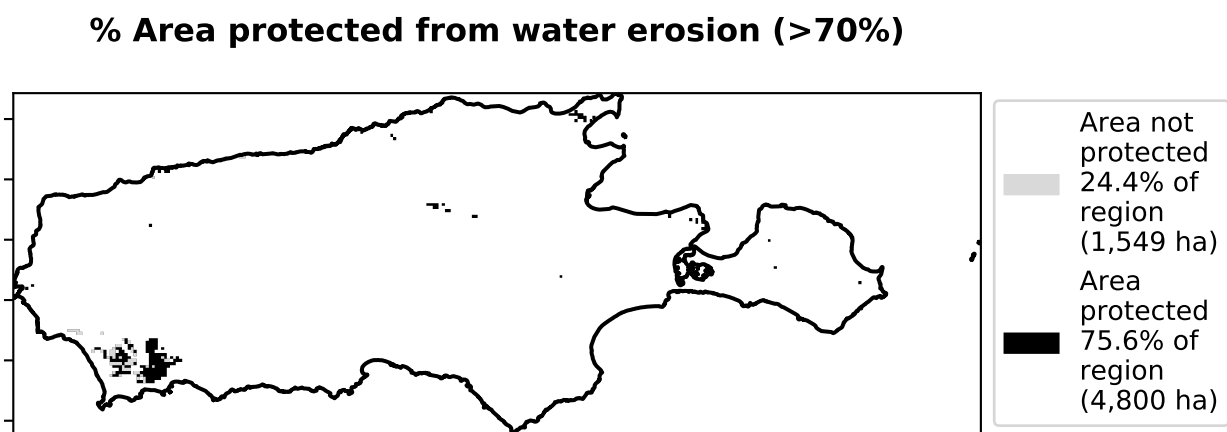 % Area protected from water erosion (>70%)
Area not
protected
24.4% of
region
(1,549 ha)
Area
protected
75.6% of
region
(4,800 ha)